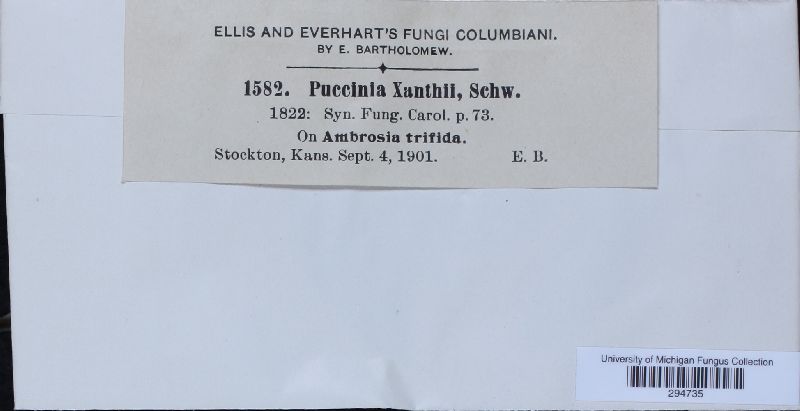 ELLIS AND EVERHART'S FUNGI COLUMBIANI.
BY E. BARTHOLOMEW.
1582. Puccinia Xanthii, Schw.
1822: Syn. Fung. Carol. p. 73.
On Ambrosia trifida.
Stockton, Kans. Sept. 4, 1901. E. B.
University of Michigan Fungus Collection
294735